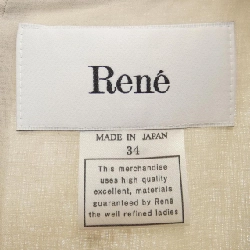 René
MADE IN JAPAN
34
This merchandise
uses high quality
excellent, materials
guaranteed by René
the well refined ladies